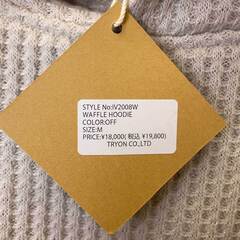 STYLE No:IV2008W
WAFFLE HOODIE
COLOR:OFF
SIZE:M
PRICE:¥18,000( 税込 ¥19,800)
TRYON CO.,LTD